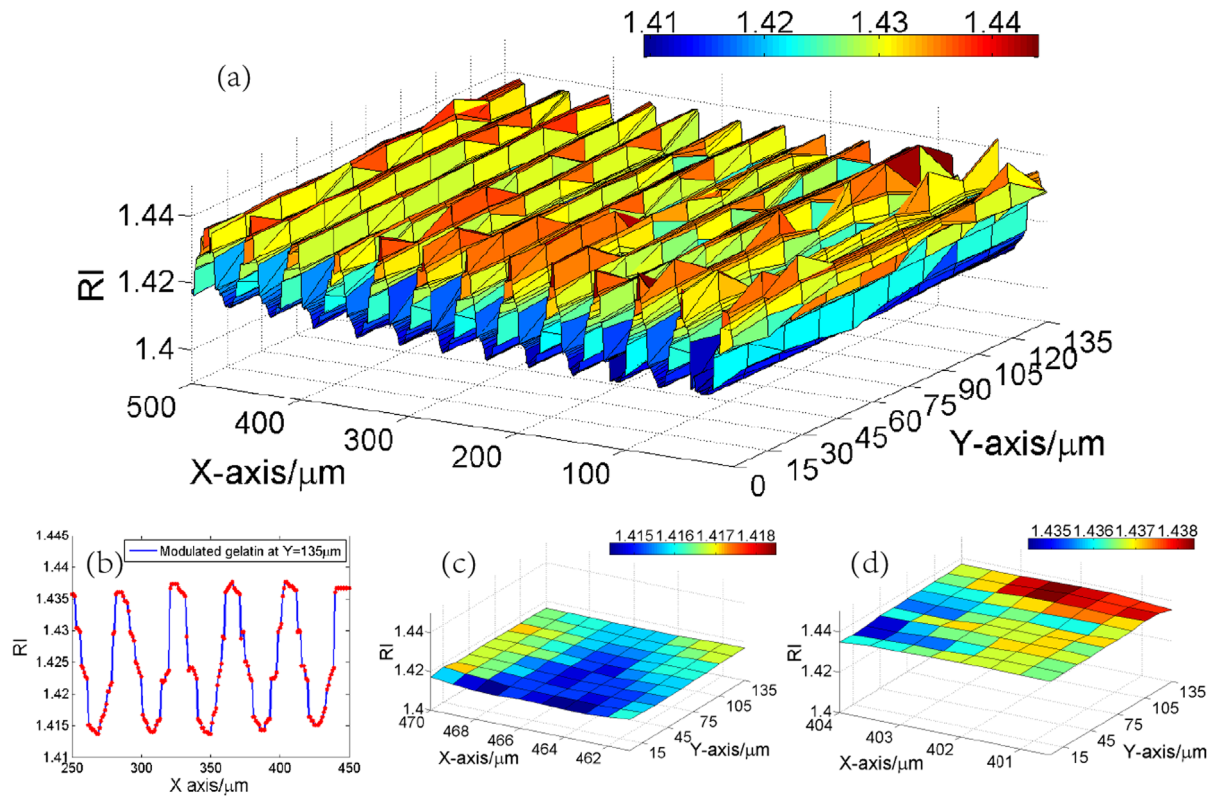 1.41 1.42 1.43 1.44
(a)
1.44
1.42
1.4
RI
500
400
300
200
100
X-axis/μm
0
15
30
45
60
75
90
105
120
135
Y-axis/μm
(b)
1.445
1.44
1.435
1.43
1.425
1.42
1.415
1.41
RI
Modulated gelatin at Y=135μm
250 300 350 400 450
X axis/μm
(c)
1.415 1.416 1.417 1.418
1.44
1.42
1.4
RI
470
468
466
464
462
X-axis/μm
15
45
75
105
135
Y-axis/μm
(d)
1.435 1.436 1.437 1.438
1.44
1.42
1.4
RI
404
403
402
401
X-axis/μm
15
45
75
105
135
Y-axis/μm